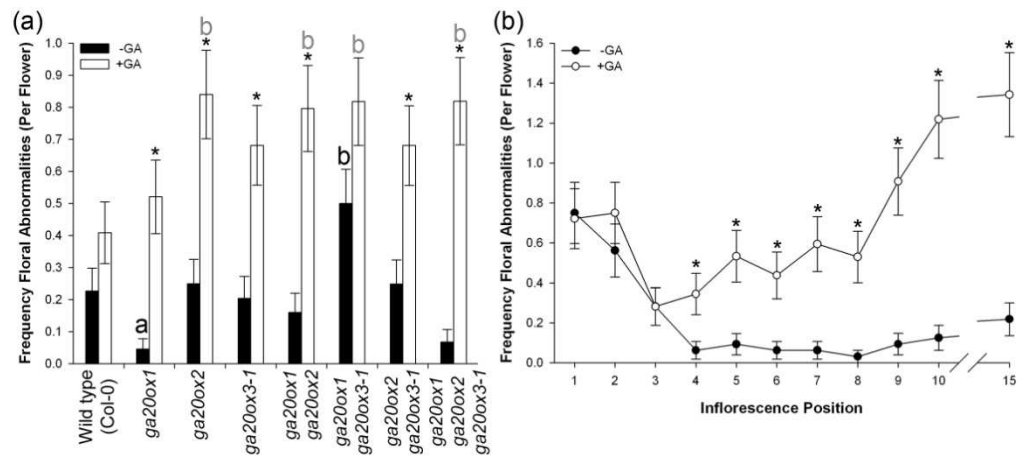 (a)
Frequency Floral Abnormalities (Per Flower)
1.0
0.9
0.8
0.7
0.6
0.5
0.4
0.3
0.2
0.1
0.0
-GA
+GA
a
*
b
*
*
b
*
b
b
*
b
*
Wild type
(Col-0)
ga20ox1
ga20ox2
ga20ox3-1
ga20ox1
ga20ox2
ga20ox1
ga20ox3-1
ga20ox2
ga20ox3-1
ga20ox1
ga20ox2
ga20ox3-1
(b)
Frequency Floral Abnormalities (Per Flower)
1.6
1.4
1.2
1.0
0.8
0.6
0.4
0.2
0.0
-GA
+GA
*
*
*
*
*
*
*
*
1
2
3
4
5
6
7
8
9
10
15
Inflorescence Position